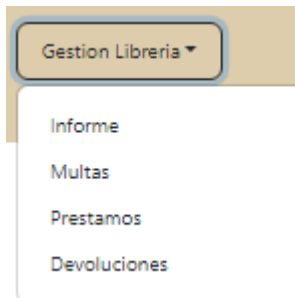 Gestion Libreria
Informe
Multas
Prestamos
Devoluciones